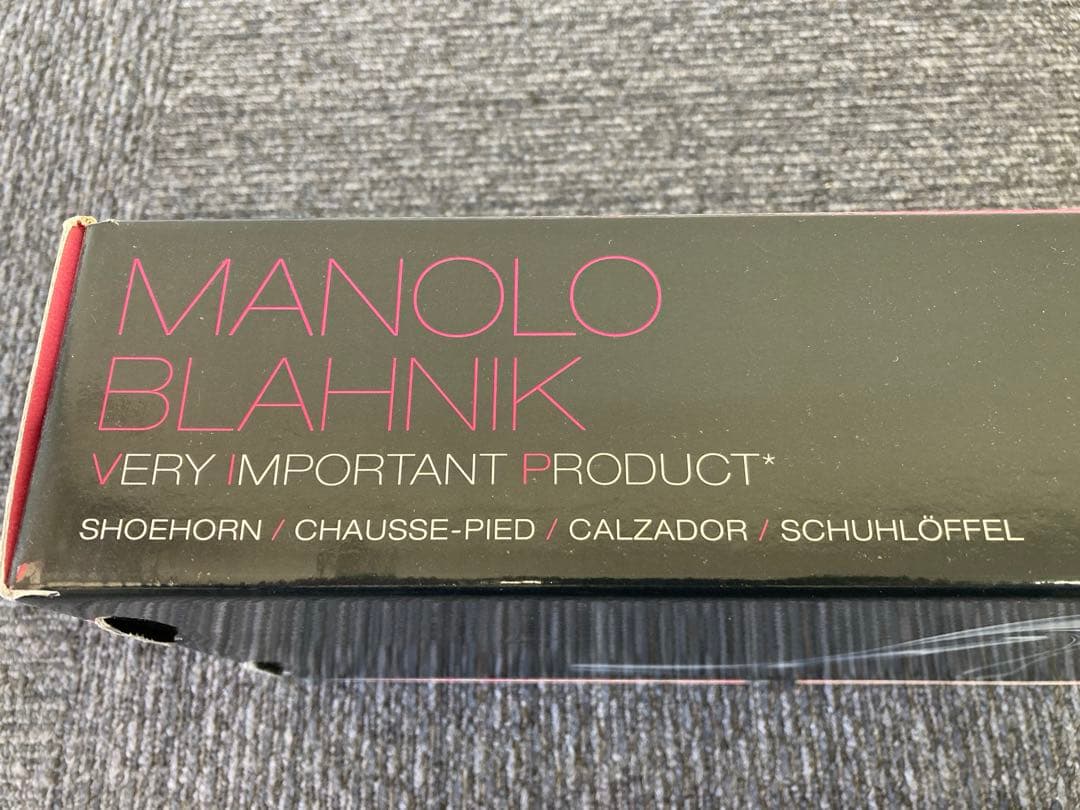 MANOLO
BLAHNIK
VERY IMPORTANT PRODUCT*
SHOEHORN / CHAUSSE-PIED / CALZADOR / SCHUHLÖFFEL